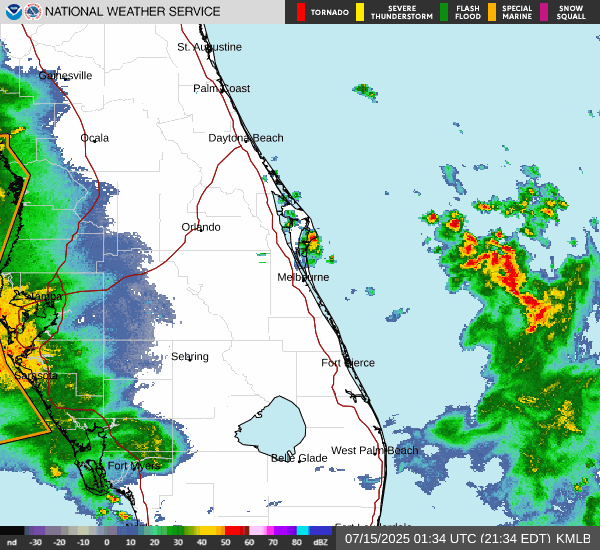 NATIONAL WEATHER SERVICE
TORNADO
SEVERE THUNDERSTORM
FLASH FLOOD
SPECIAL MARINE
SNOW SQUALL
St. Augustine
Gainesville
Palm Coast
Ocala
Daytona Beach
Orlando
Melbourne
Tampa
Sebring
Fort Pierce
Sarasota
West Palm Beach
Belle Glade
Fort Myers
nd -30 -20 -10 0 10 20 30 40 50 60 70 80 dBZ
07/15/2025 01:34 UTC (21:34 EDT) KMLB